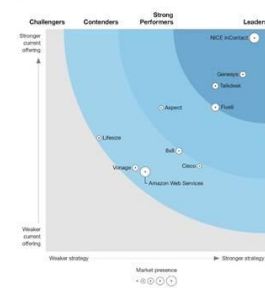 Strong
Challengers Contenders Performers Leaders
Stronger
current
offering
NICE inContact
Genesys
Talkdesk
Five9
Aspect
Lifesize
8x8
Cisco
Vonage
Amazon Web Services
Weaker
current
offering
Weaker strategy Stronger strategy
Market presence